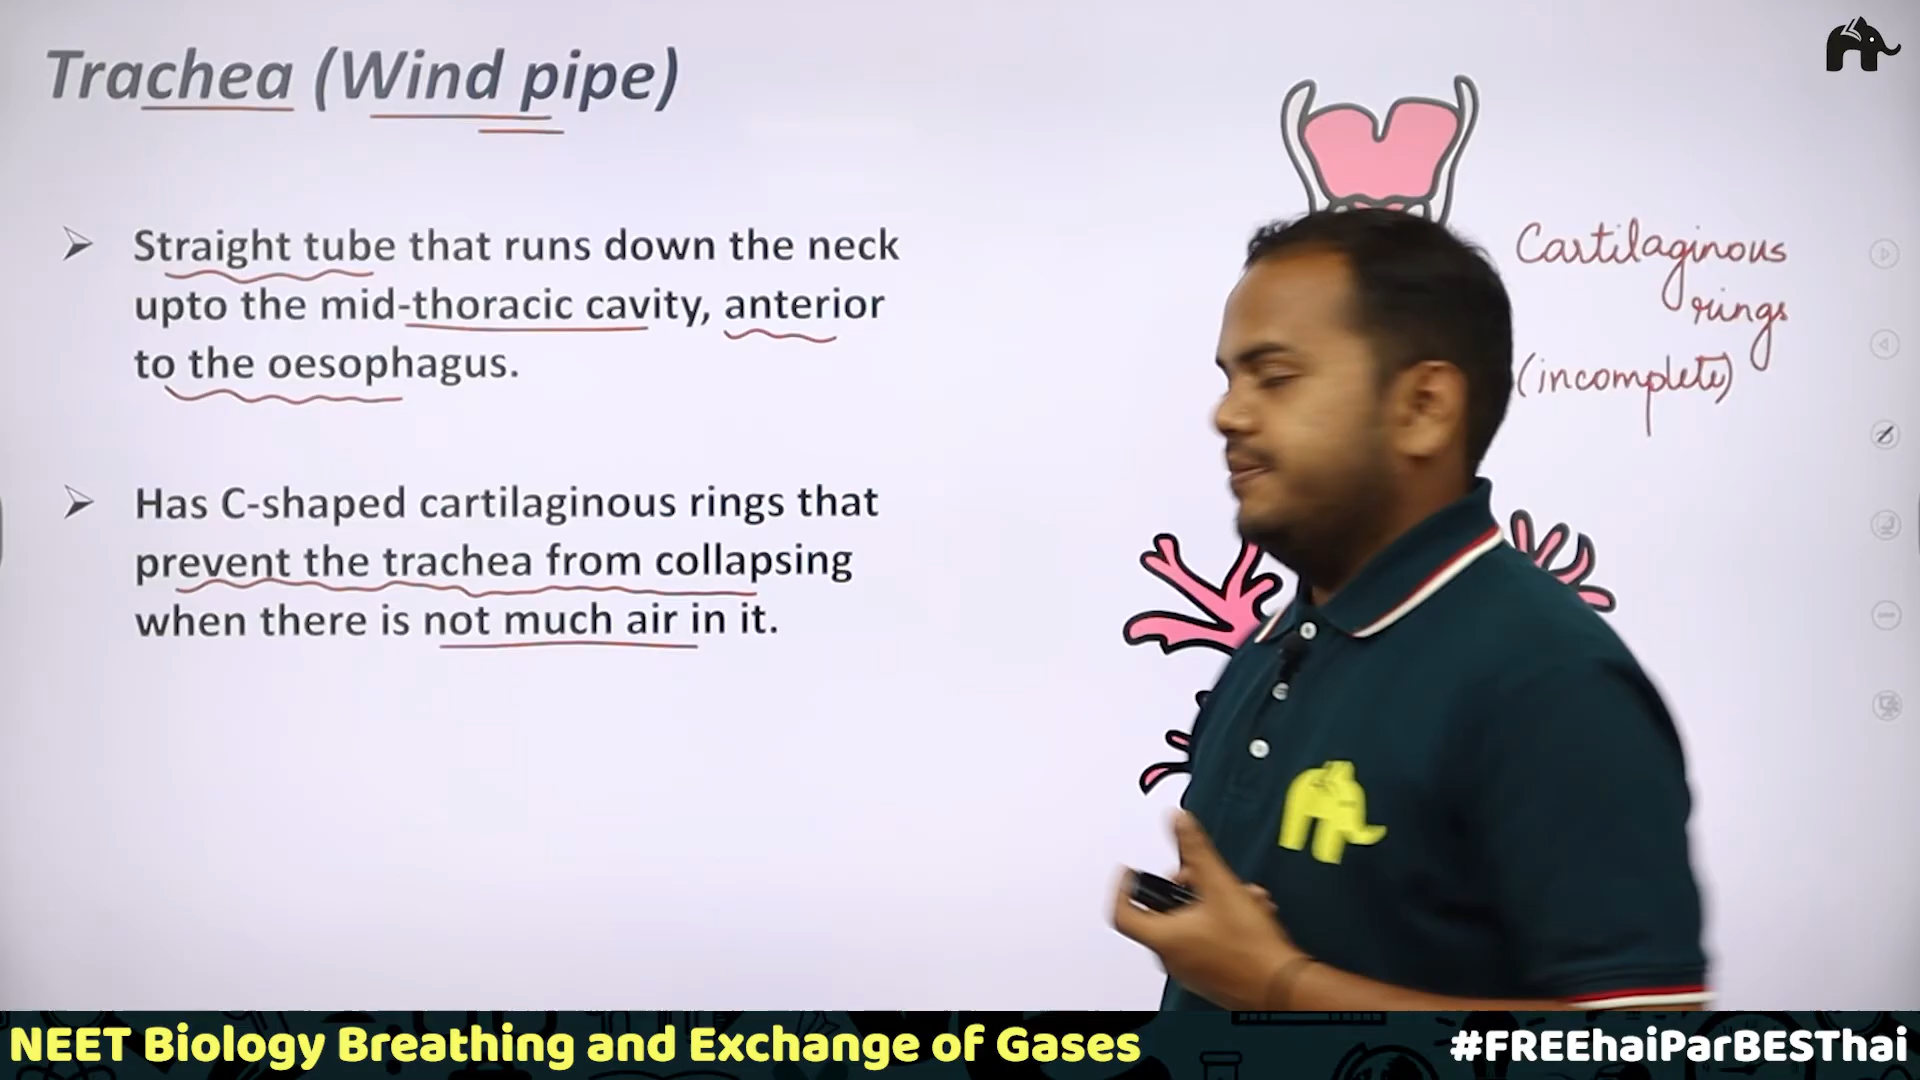 Trachea (Wind pipe)
➢ Straight tube that runs down the neck
upto the mid-thoracic cavity, anterior
to the oesophagus.
➢ Has C-shaped cartilaginous rings that
prevent the trachea from collapsing
when there is not much air in it.
Cartilaginous
rings
(incomplete)
NEET Biology Breathing and Exchange of Gases
#FREEhaiParBESThai